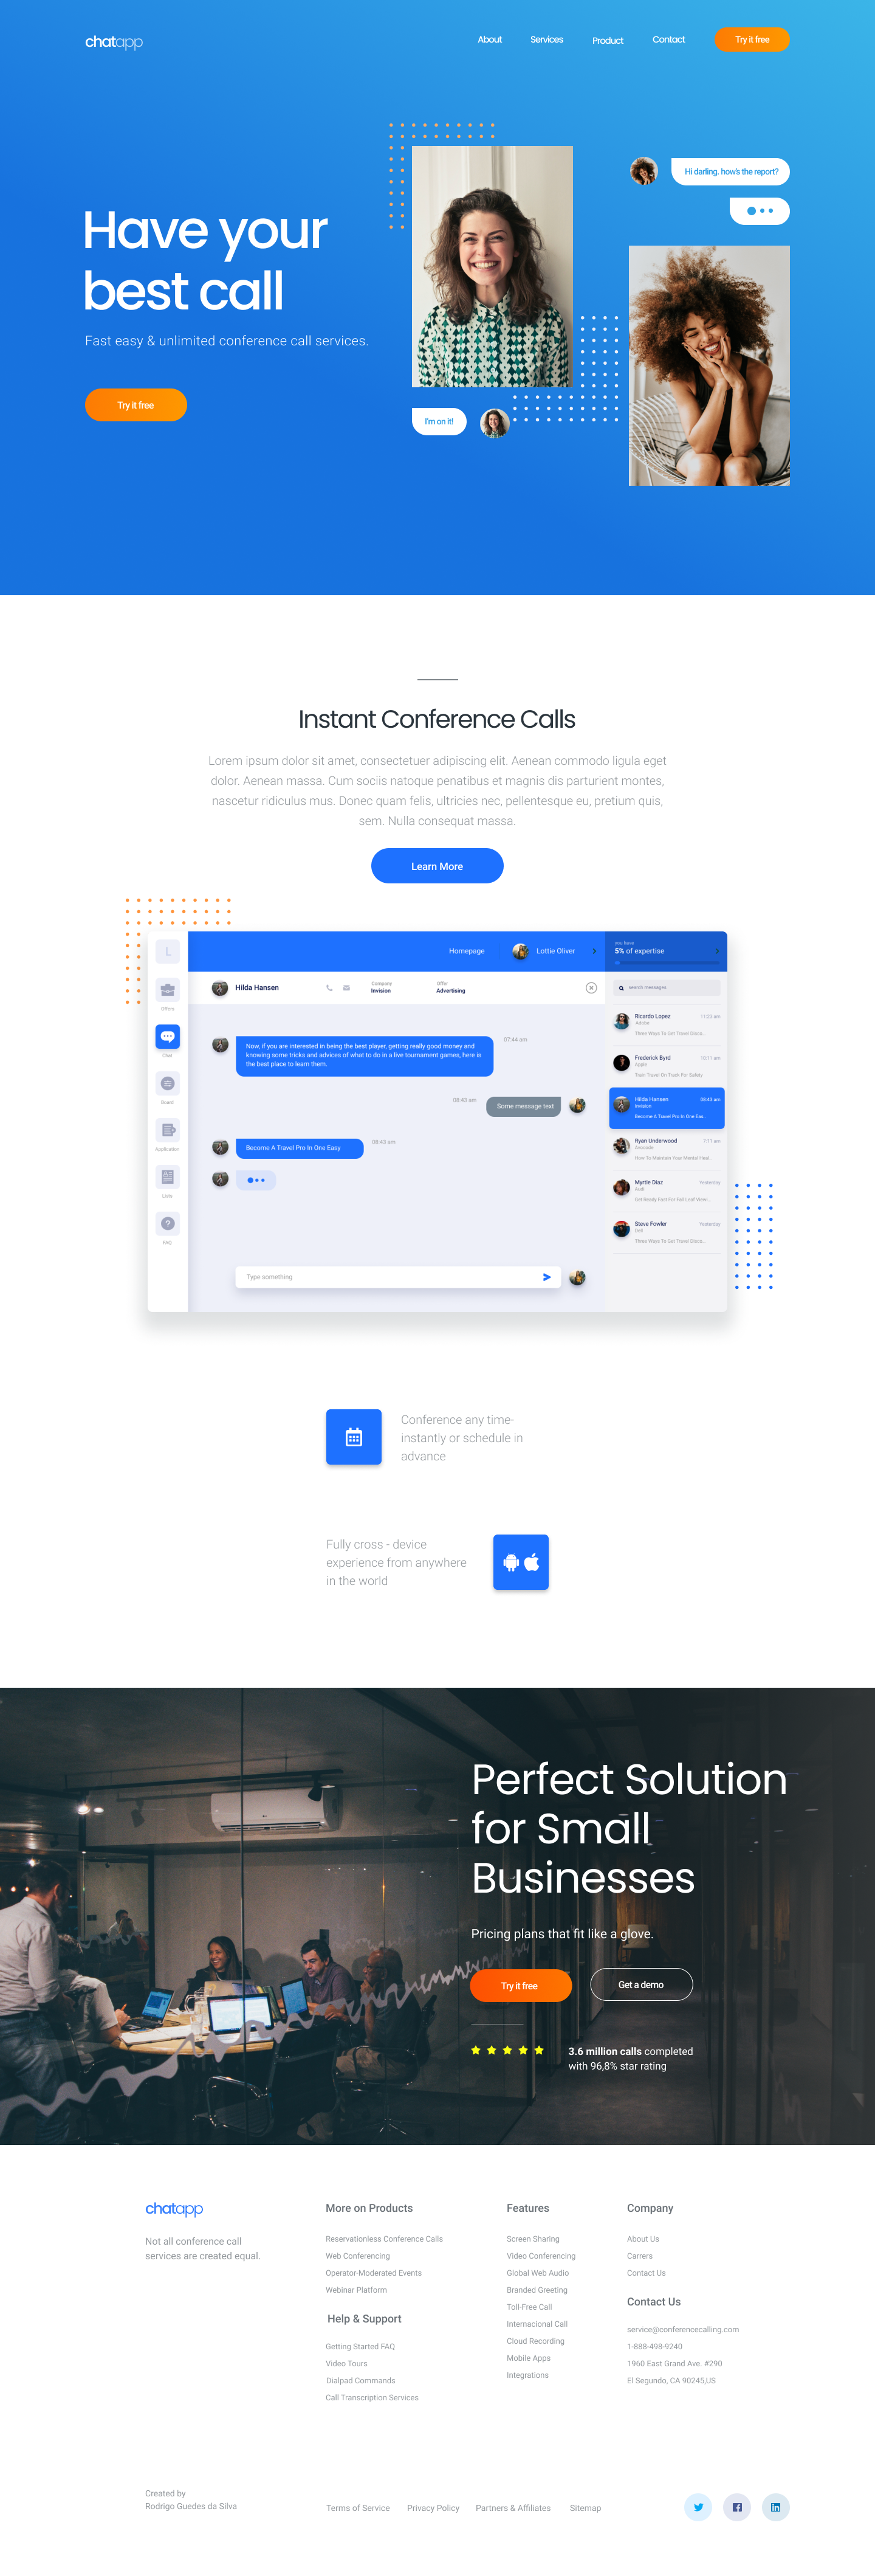 chatapp
About
Services
Product
Contact
Try it free
Hi darling. how's the report?
Have your
best call
Fast easy & unlimited conference call services.
Try it free
I'm on it!
Instant Conference Calls
Lorem ipsum dolor sit amet, consectetuer adipiscing elit. Aenean commodo ligula eget
dolor. Aenean massa. Cum sociis natoque penatibus et magnis dis parturient montes,
nascetur ridiculus mus. Donec quam felis, ultricies nec, pellentesque eu, pretium quis,
sem. Nulla consequat massa.
Learn More
L
Offers
Chat
Board
Application
Lists
FAQ
Homepage
Lottie Oliver
you have
5% of expertise
Hilda Hansen
Company
Invision
Offer
Advertising
search messages
Now, if you are interested in being the best player, getting really good money and
knowing some tricks and advices of what to do in a live tournament games, here is
the best place to learn them.
07:44 am
08:43 am
Some message text
Become A Travel Pro In One Easy
08:43 am
Type something
Ricardo Lopez
11:23 am
Adobe
Three Ways To Get Travel Disco...
Frederick Byrd
10:11 am
Apple
Train Travel On Track For Safety
Hilda Hansen
08:43 am
Invision
Become A Travel Pro In One Eas..
Ryan Underwood
7:11 am
Avocode
How To Maintain Your Mental Heal..
Myrtie Diaz
Yesterday
Audi
Get Ready Fast For Fall Leaf Viewi...
Steve Fowler
Yesterday
Dell
Three Ways To Get Travel Disco...
Conference any time-
instantly or schedule in
advance
Fully cross - device
experience from anywhere
in the world
Perfect Solution
for Small
Businesses
Pricing plans that fit like a glove.
Try it free
Get a demo
3.6 million calls completed
with 96,8% star rating
chatapp
Not all conference call
services are created equal.
More on Products
Reservationless Conference Calls
Web Conferencing
Operator-Moderated Events
Webinar Platform
Help & Support
Getting Started FAQ
Video Tours
Dialpad Commands
Call Transcription Services
Features
Screen Sharing
Video Conferencing
Global Web Audio
Branded Greeting
Toll-Free Call
Internacional Call
Cloud Recording
Mobile Apps
Integrations
Company
About Us
Carrers
Contact Us
Contact Us
service@conferencecalling.com
1-888-498-9240
1960 East Grand Ave. #290
El Segundo, CA 90245,US
Created by
Rodrigo Guedes da Silva
Terms of Service
Privacy Policy
Partners & Affiliates
Sitemap